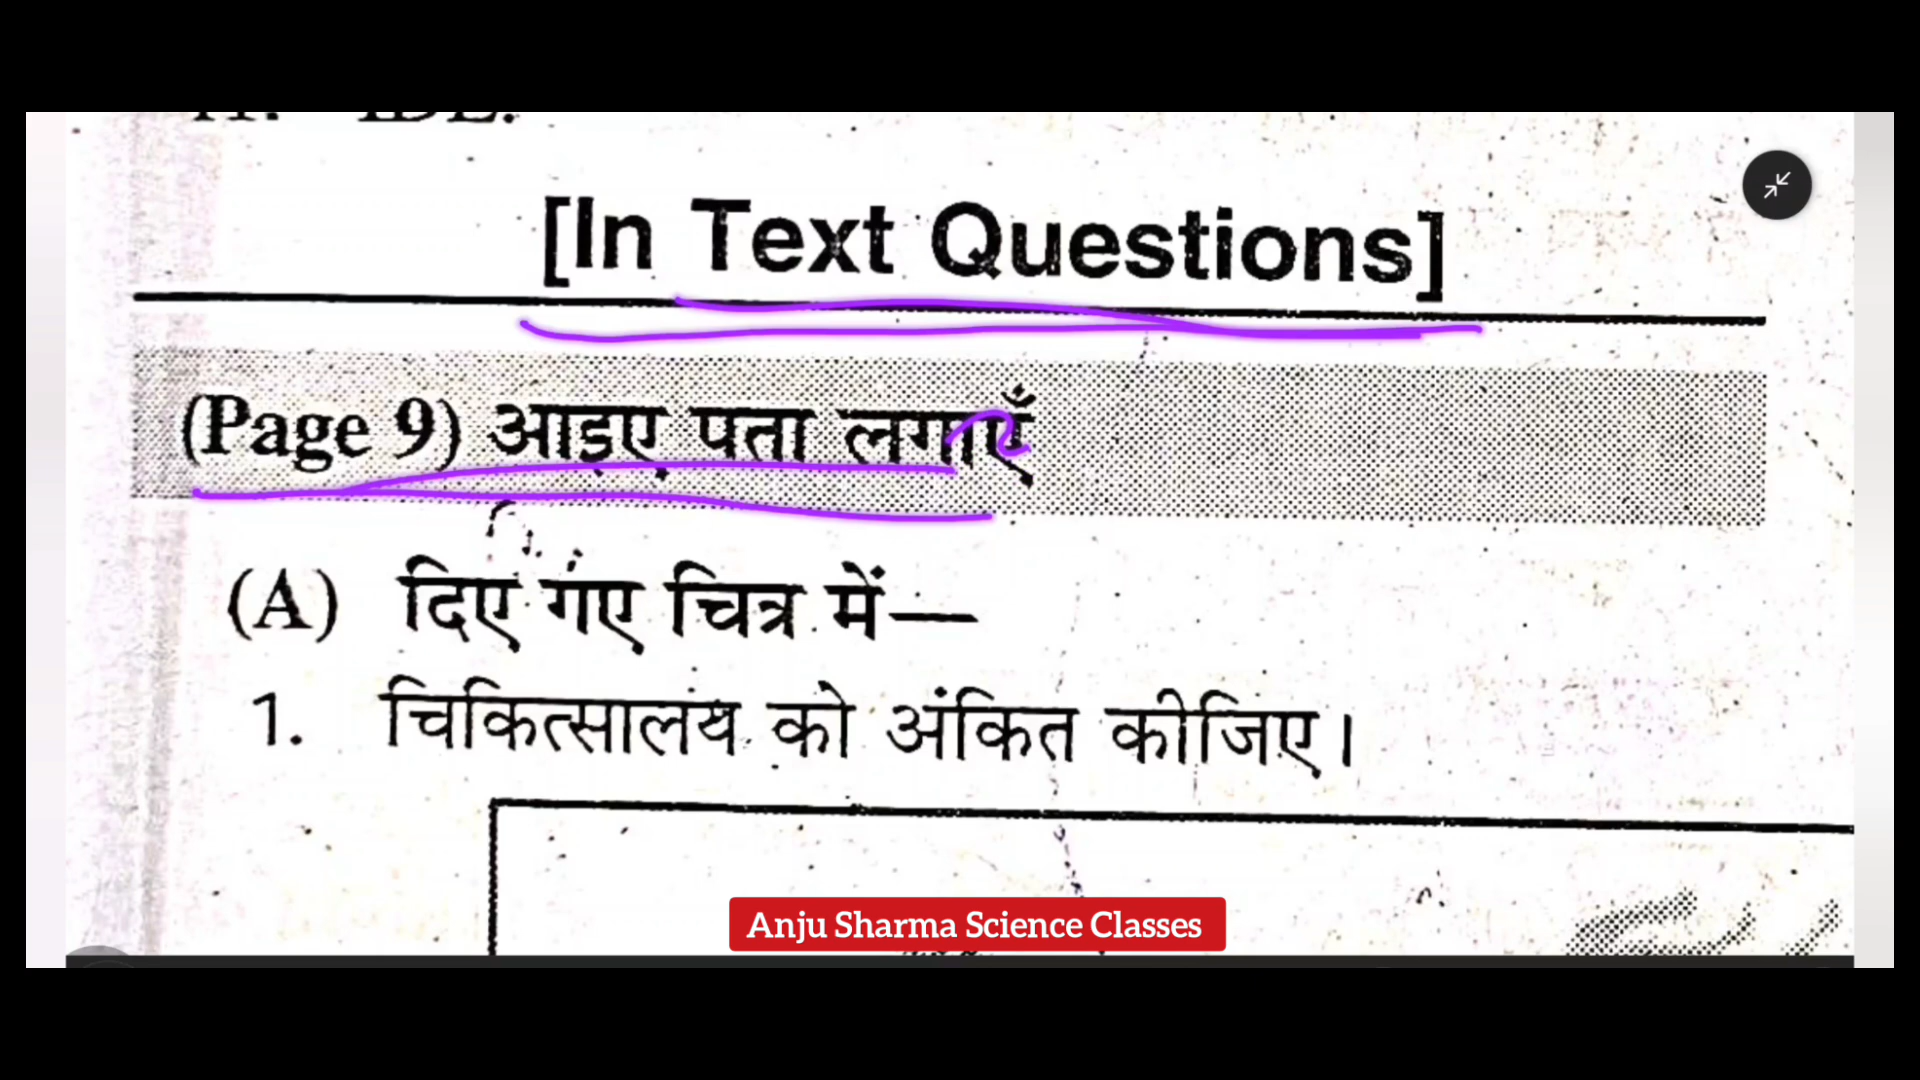 [In Text Questions]
(Page 9) आइए पता लगाएँ
(A) दिए गए चित्र में—
1. चिकित्सालय को अंकित कीजिए।
Anju Sharma Science Classes